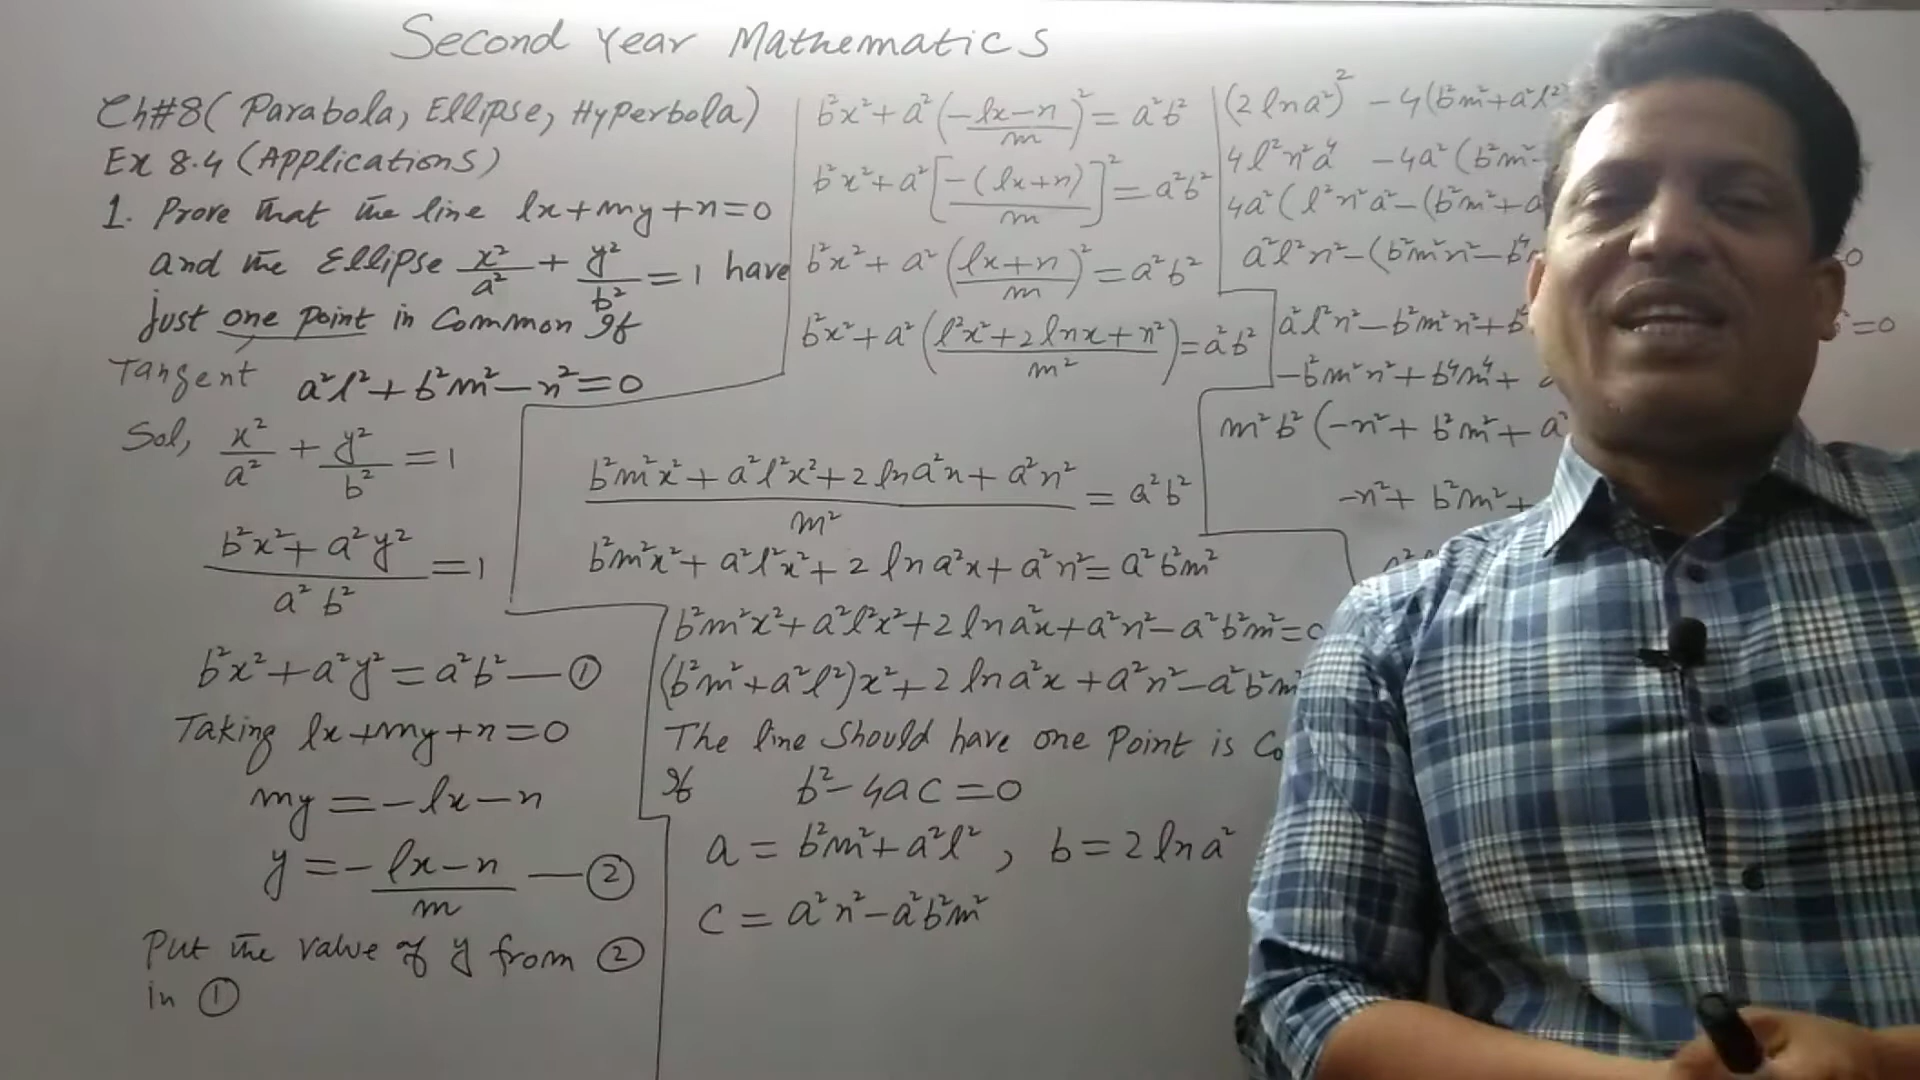 Second Year Mathematics
Ch#8( Parabola, Ellipse, Hyperbola)
Ex 8.4 (Applications)
1. Prove that the line lx+my+n=0
and the Ellipse x²/a² + y²/b² = 1 have
just one point in Common If
Tangent a²l²+b²m²-n²=0
Sol, x²/a² + y²/b² = 1
(b²x²+a²y²)/(a²b²) = 1
b²x²+a²y²=a²b² — ①
Taking lx+my+n=0
my=-lx-n
y=-(lx-n)/m — ②
Put the value of y from ②
in ①
b²x²+a²((-lx-n)/m)²=a²b²
b²x²+a²[-(lx+n)/m]²=a²b²
b²x²+a²((lx+n)/m)²=a²b²
b²x²+a²((l²x²+2lnx+n²)/m²)=a²b²
(b²m²x²+a²l²x²+2lna²n+a²n²)/m² = a²b²
b²m²x²+a²l²x²+2lna²x+a²n²=a²b²m²
b²m²x²+a²l²x²+2lna²x+a²n²-a²b²m²=
(b²m²+a²l²)x²+2lna²x+a²n²-a²b²m²
The line Should have one Point is Co
If b²-4ac=0
a=b²m²+a²l², b=2lna²
c=a²n²-a²b²m²
(2lna²)²-4(b²m²+a²l²)
4l²n²a⁴-4a²(b²m²-
4a²(l²n²a²-(b²m²+a
a²l²n²-(b²m²n²-b⁴ 0
a²l²n²-b²m²n²+b ²=0
-b²m²n²+b⁴m⁴+
m²b²(-n²+b²m²+a²
-n²+b²m²+